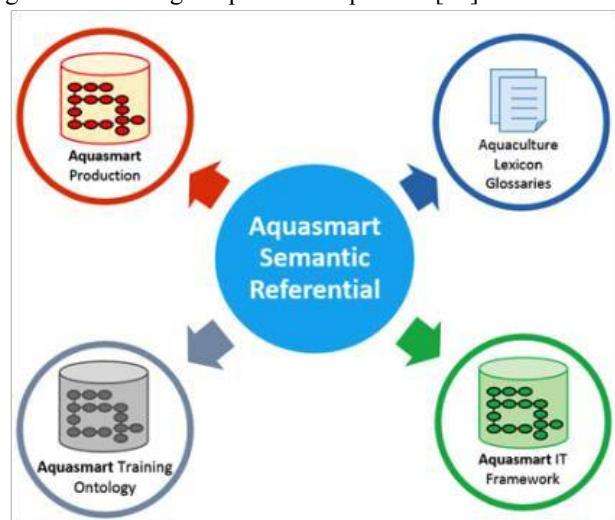 Aquasmart
Production
Aquaculture
Lexicon
Glossaries
Aquasmart
Semantic
Referential
Aquasmart Training
Ontology
Aquasmart IT
Framework